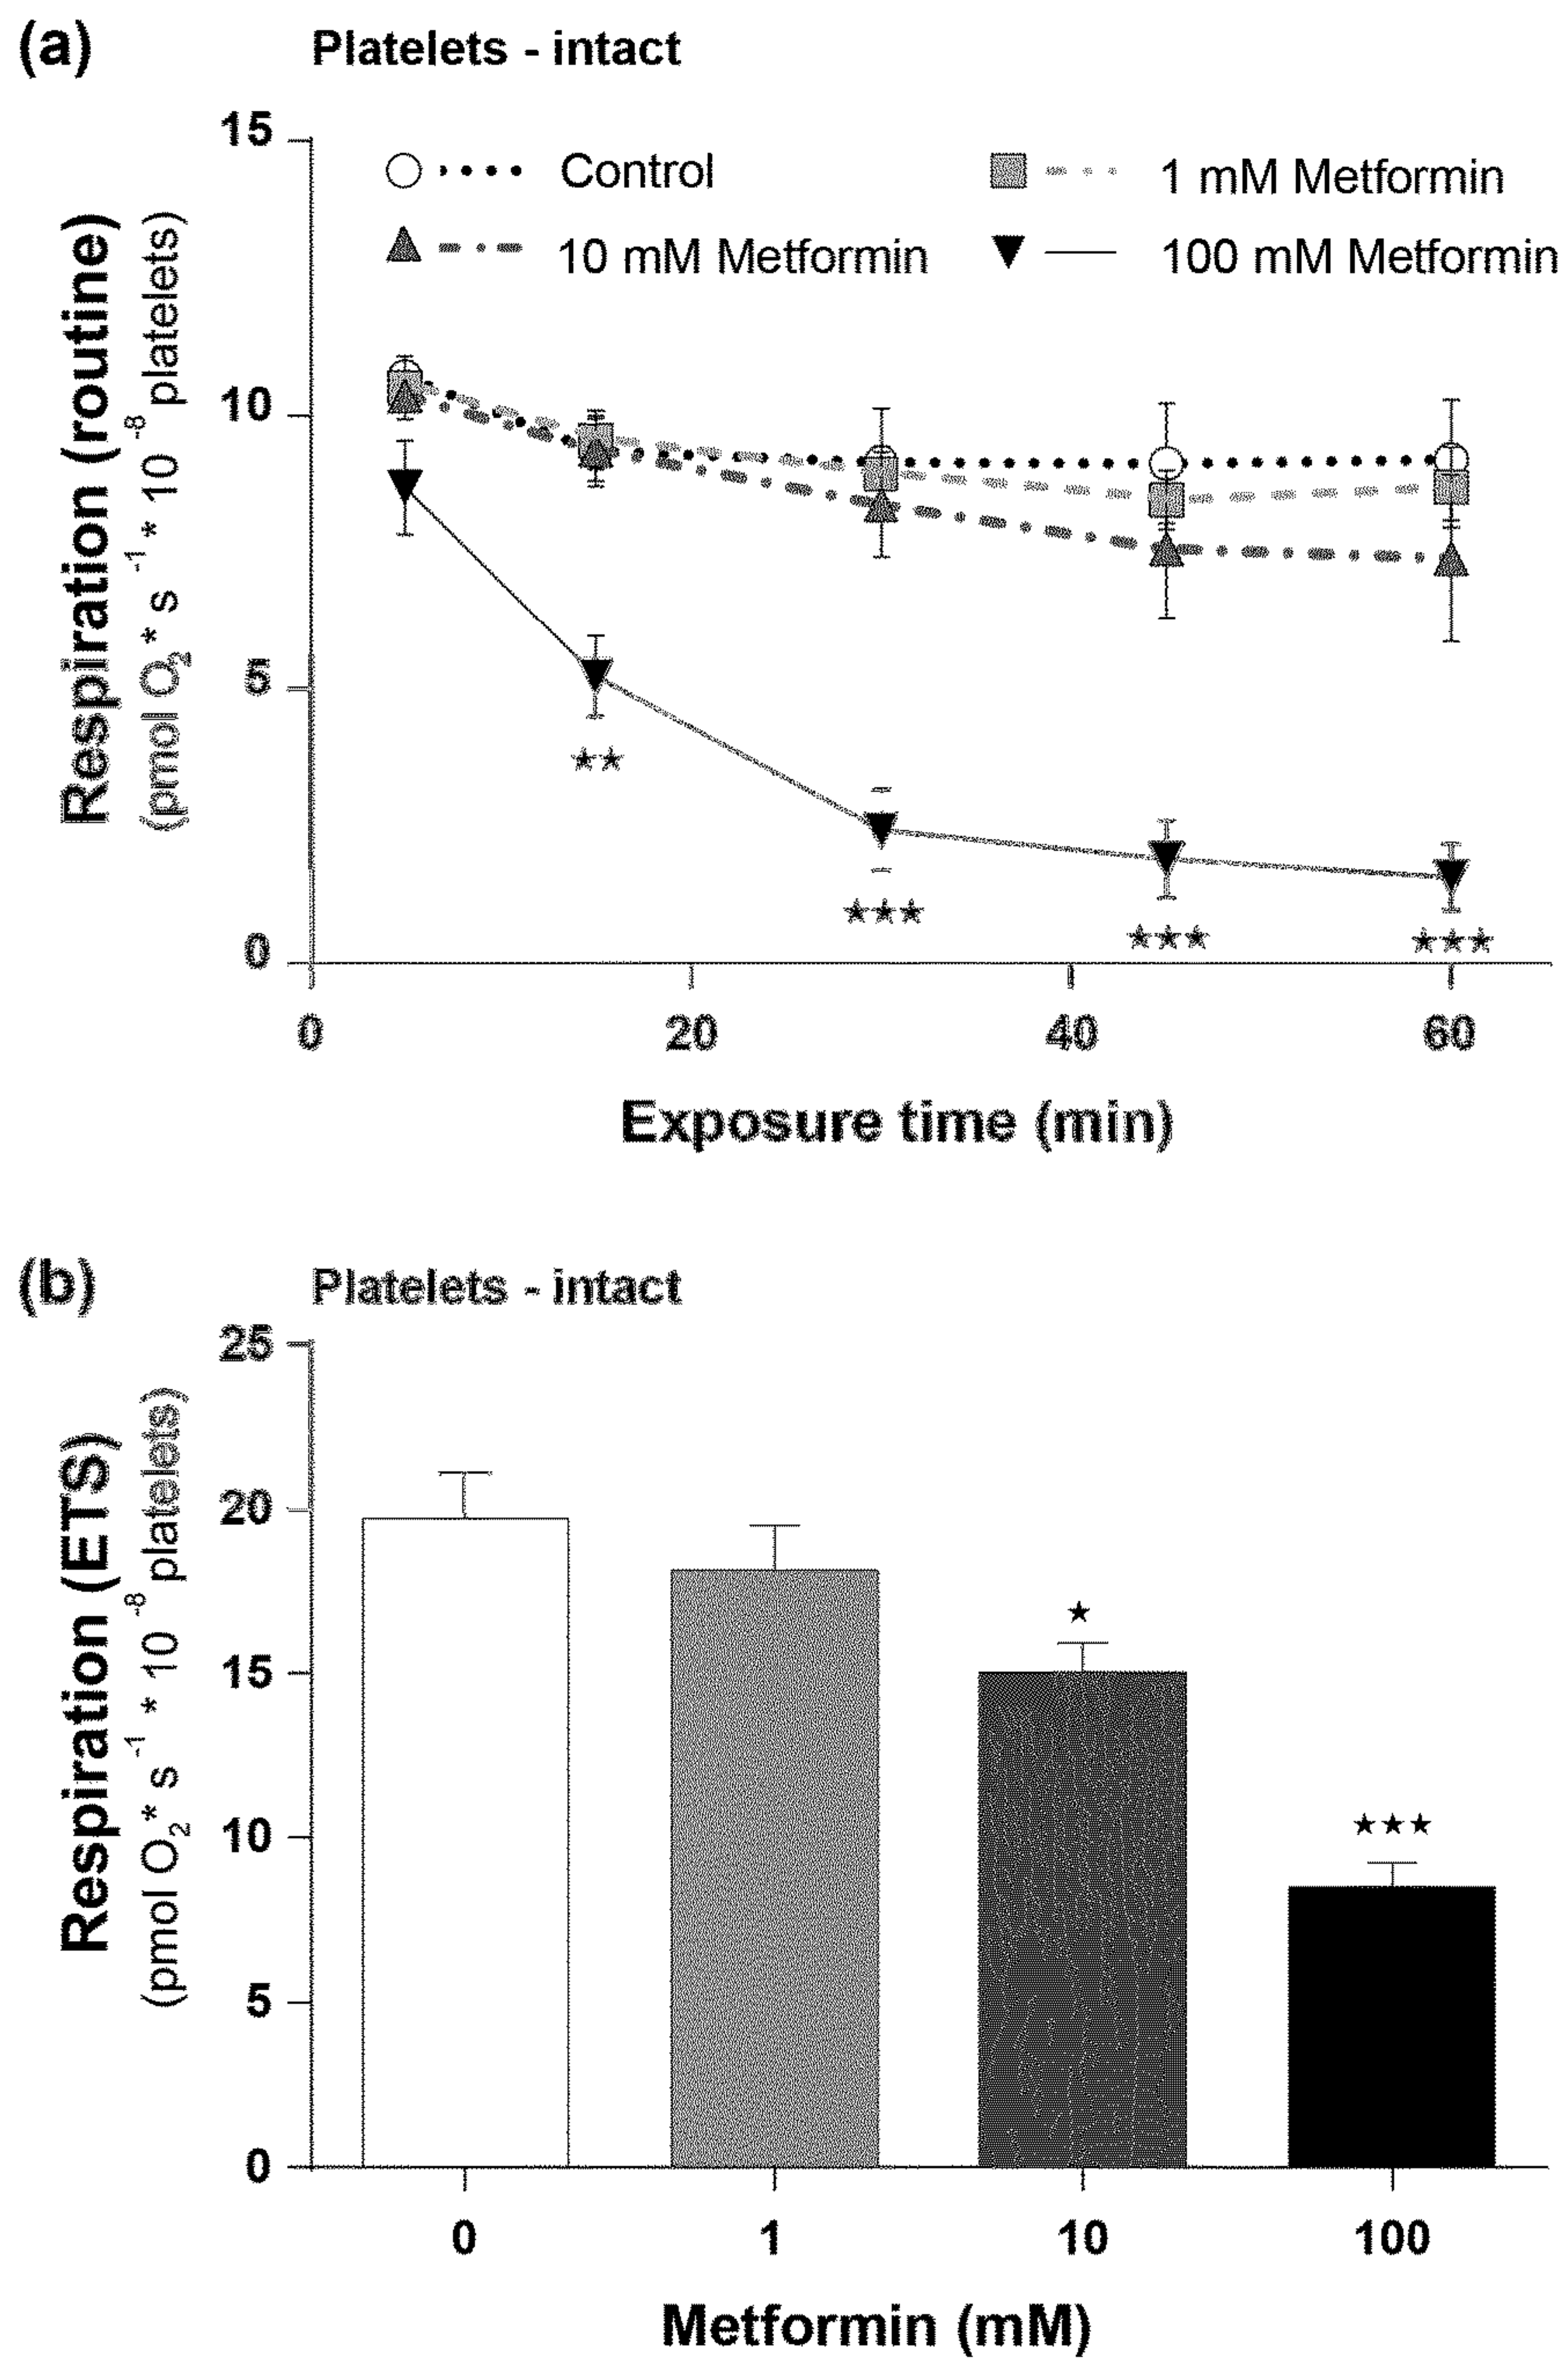 (a) Platelets - intact
15
Control
1 mM Metformin
10 mM Metformin
100 mM Metformin
10
5
★★
★★★
★★★
★★★
0
0 20 40 60
Exposure time (min)
Respiration (routine)
(pmol O2* s-1 * 10-8 platelets)
(b) Platelets - intact
25
20
15
10
5
0
★
★★★
0 1 10 100
Metformin (mM)
Respiration (ETS)
(pmol O2* s-1 * 10-8 platelets)